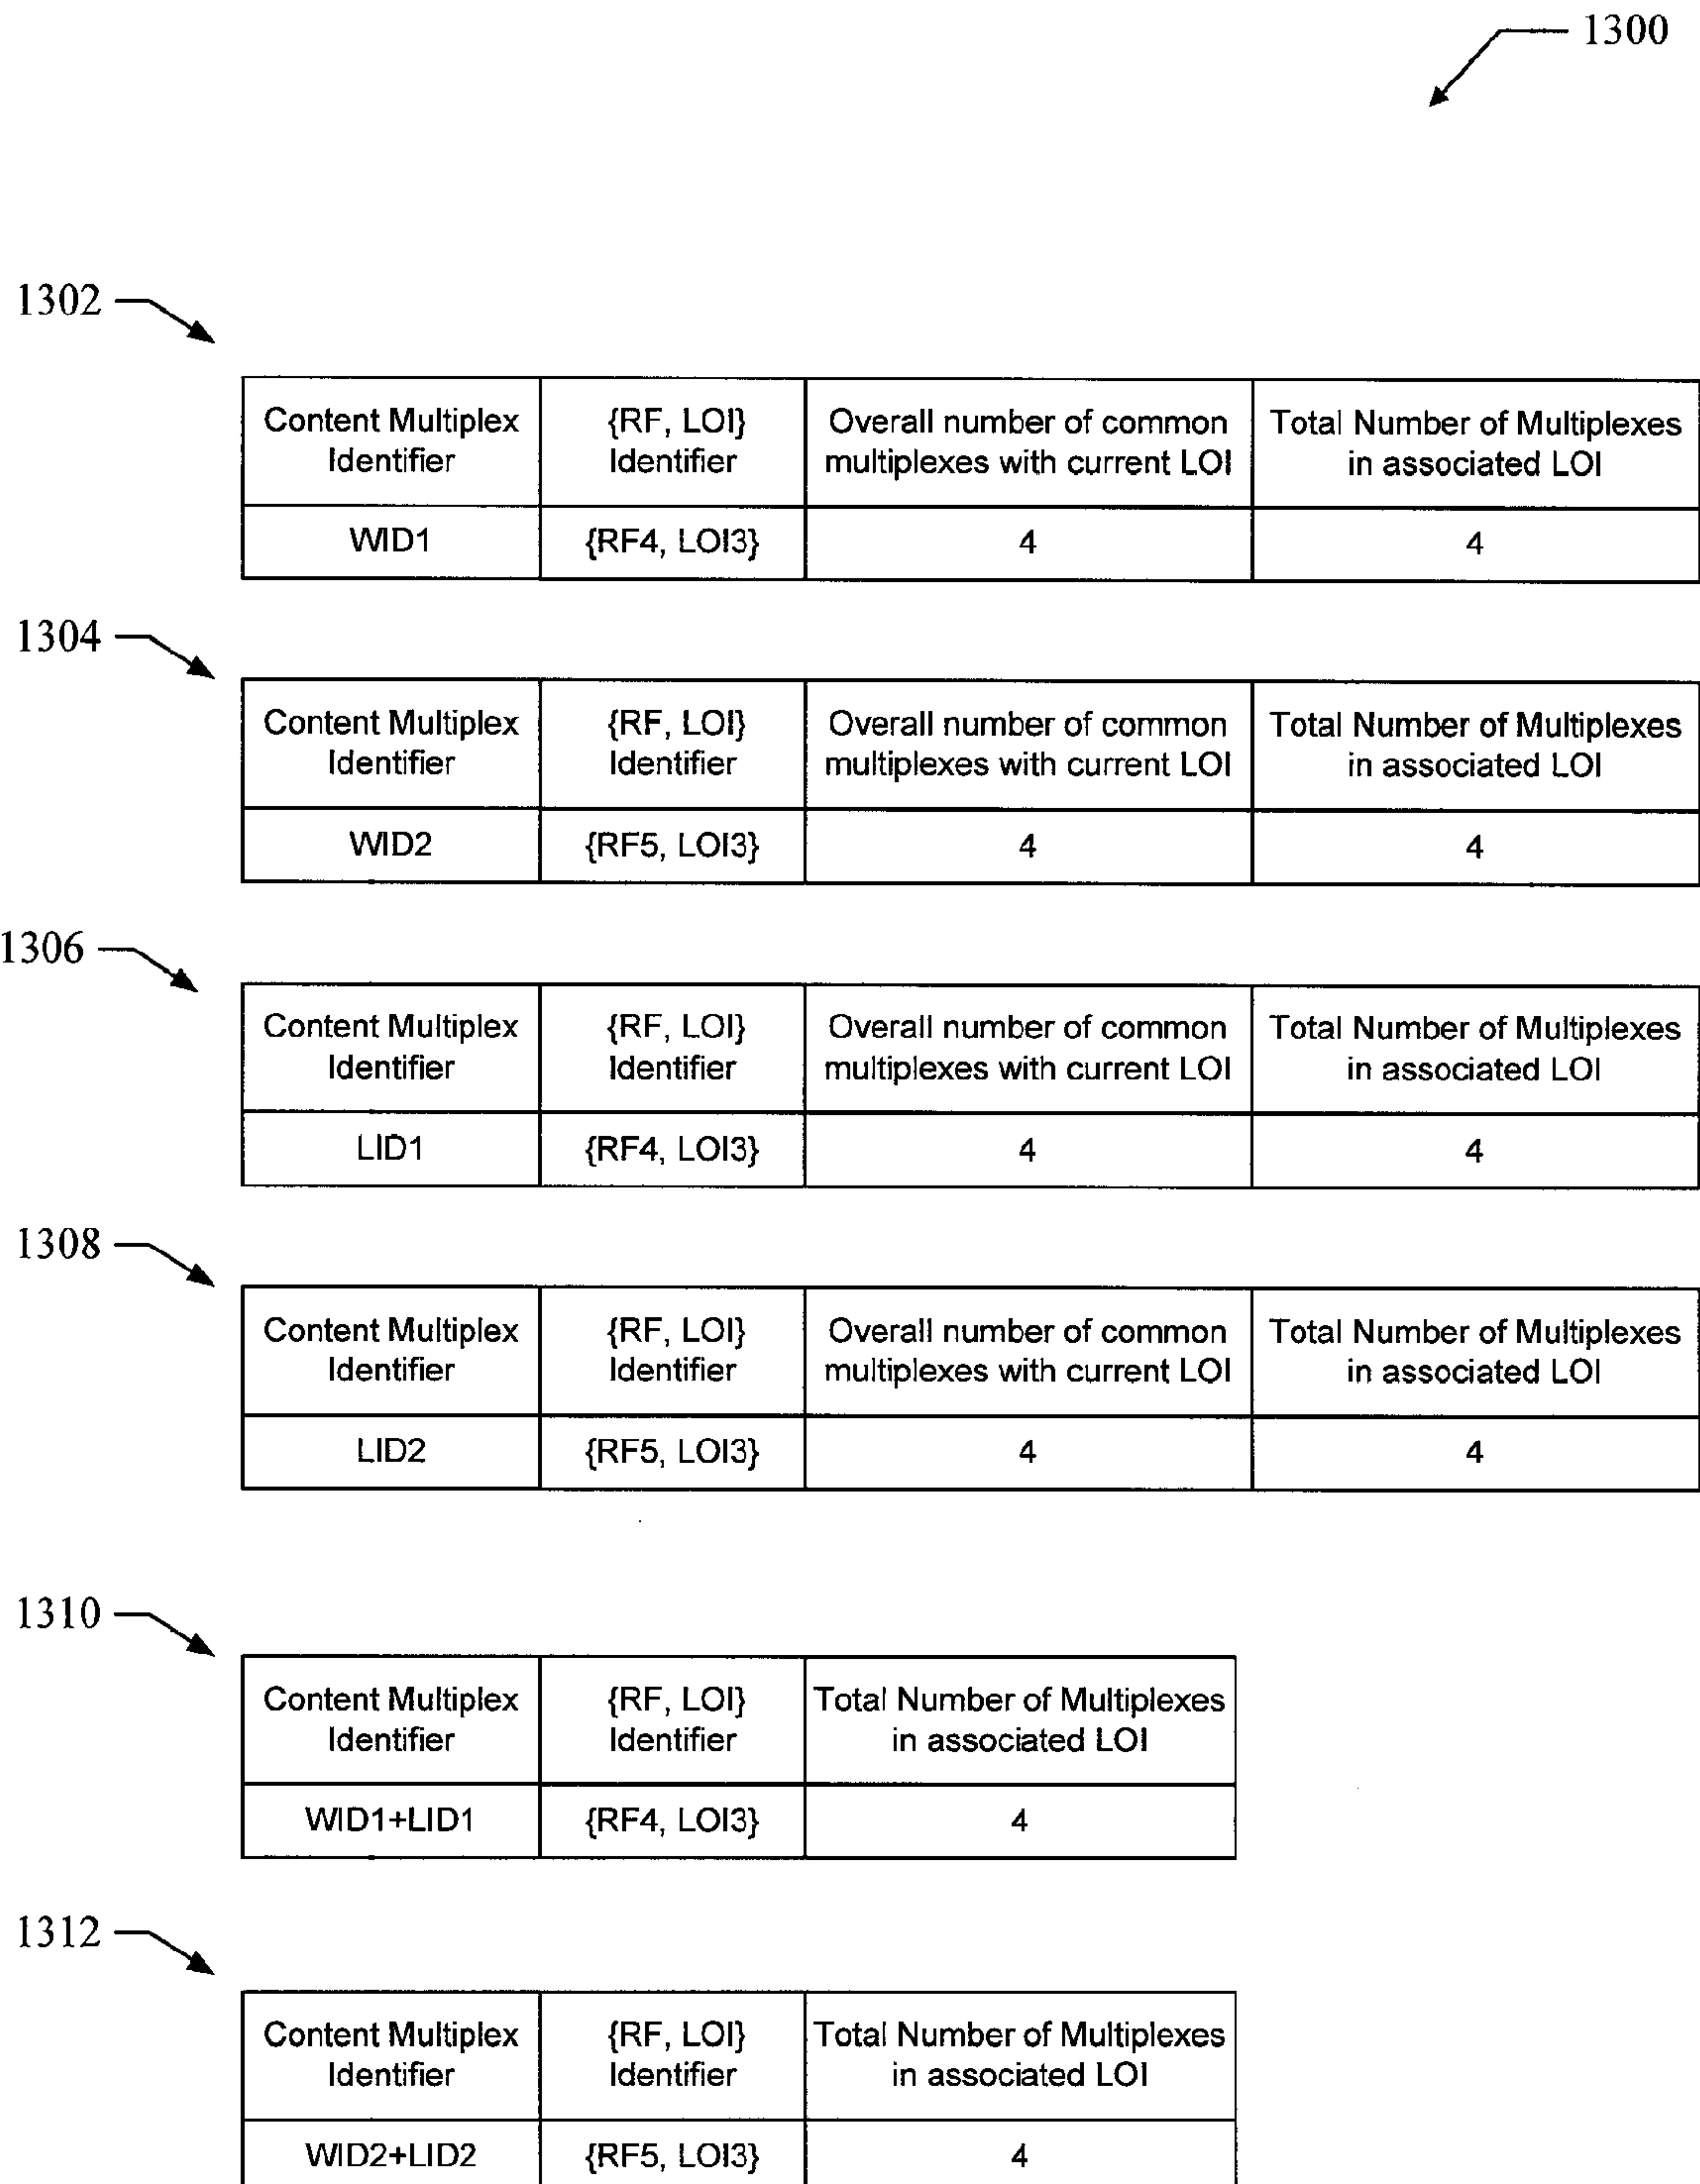 1300
1302
Content Multiplex Identifier {RF, LOI} Identifier Overall number of common multiplexes with current LOI Total Number of Multiplexes in associated LOI
WID1 {RF4, LOI3} 4 4
1304
Content Multiplex Identifier {RF, LOI} Identifier Overall number of common multiplexes with current LOI Total Number of Multiplexes in associated LOI
WID2 {RF5, LOI3} 4 4
1306
Content Multiplex Identifier {RF, LOI} Identifier Overall number of common multiplexes with current LOI Total Number of Multiplexes in associated LOI
LID1 {RF4, LOI3} 4 4
1308
Content Multiplex Identifier {RF, LOI} Identifier Overall number of common multiplexes with current LOI Total Number of Multiplexes in associated LOI
LID2 {RF5, LOI3} 4 4
1310
Content Multiplex Identifier {RF, LOI} Identifier Total Number of Multiplexes in associated LOI
WID1+LID1 {RF4, LOI3} 4
1312
Content Multiplex Identifier {RF, LOI} Identifier Total Number of Multiplexes in associated LOI
WID2+LID2 {RF5, LOI3} 4